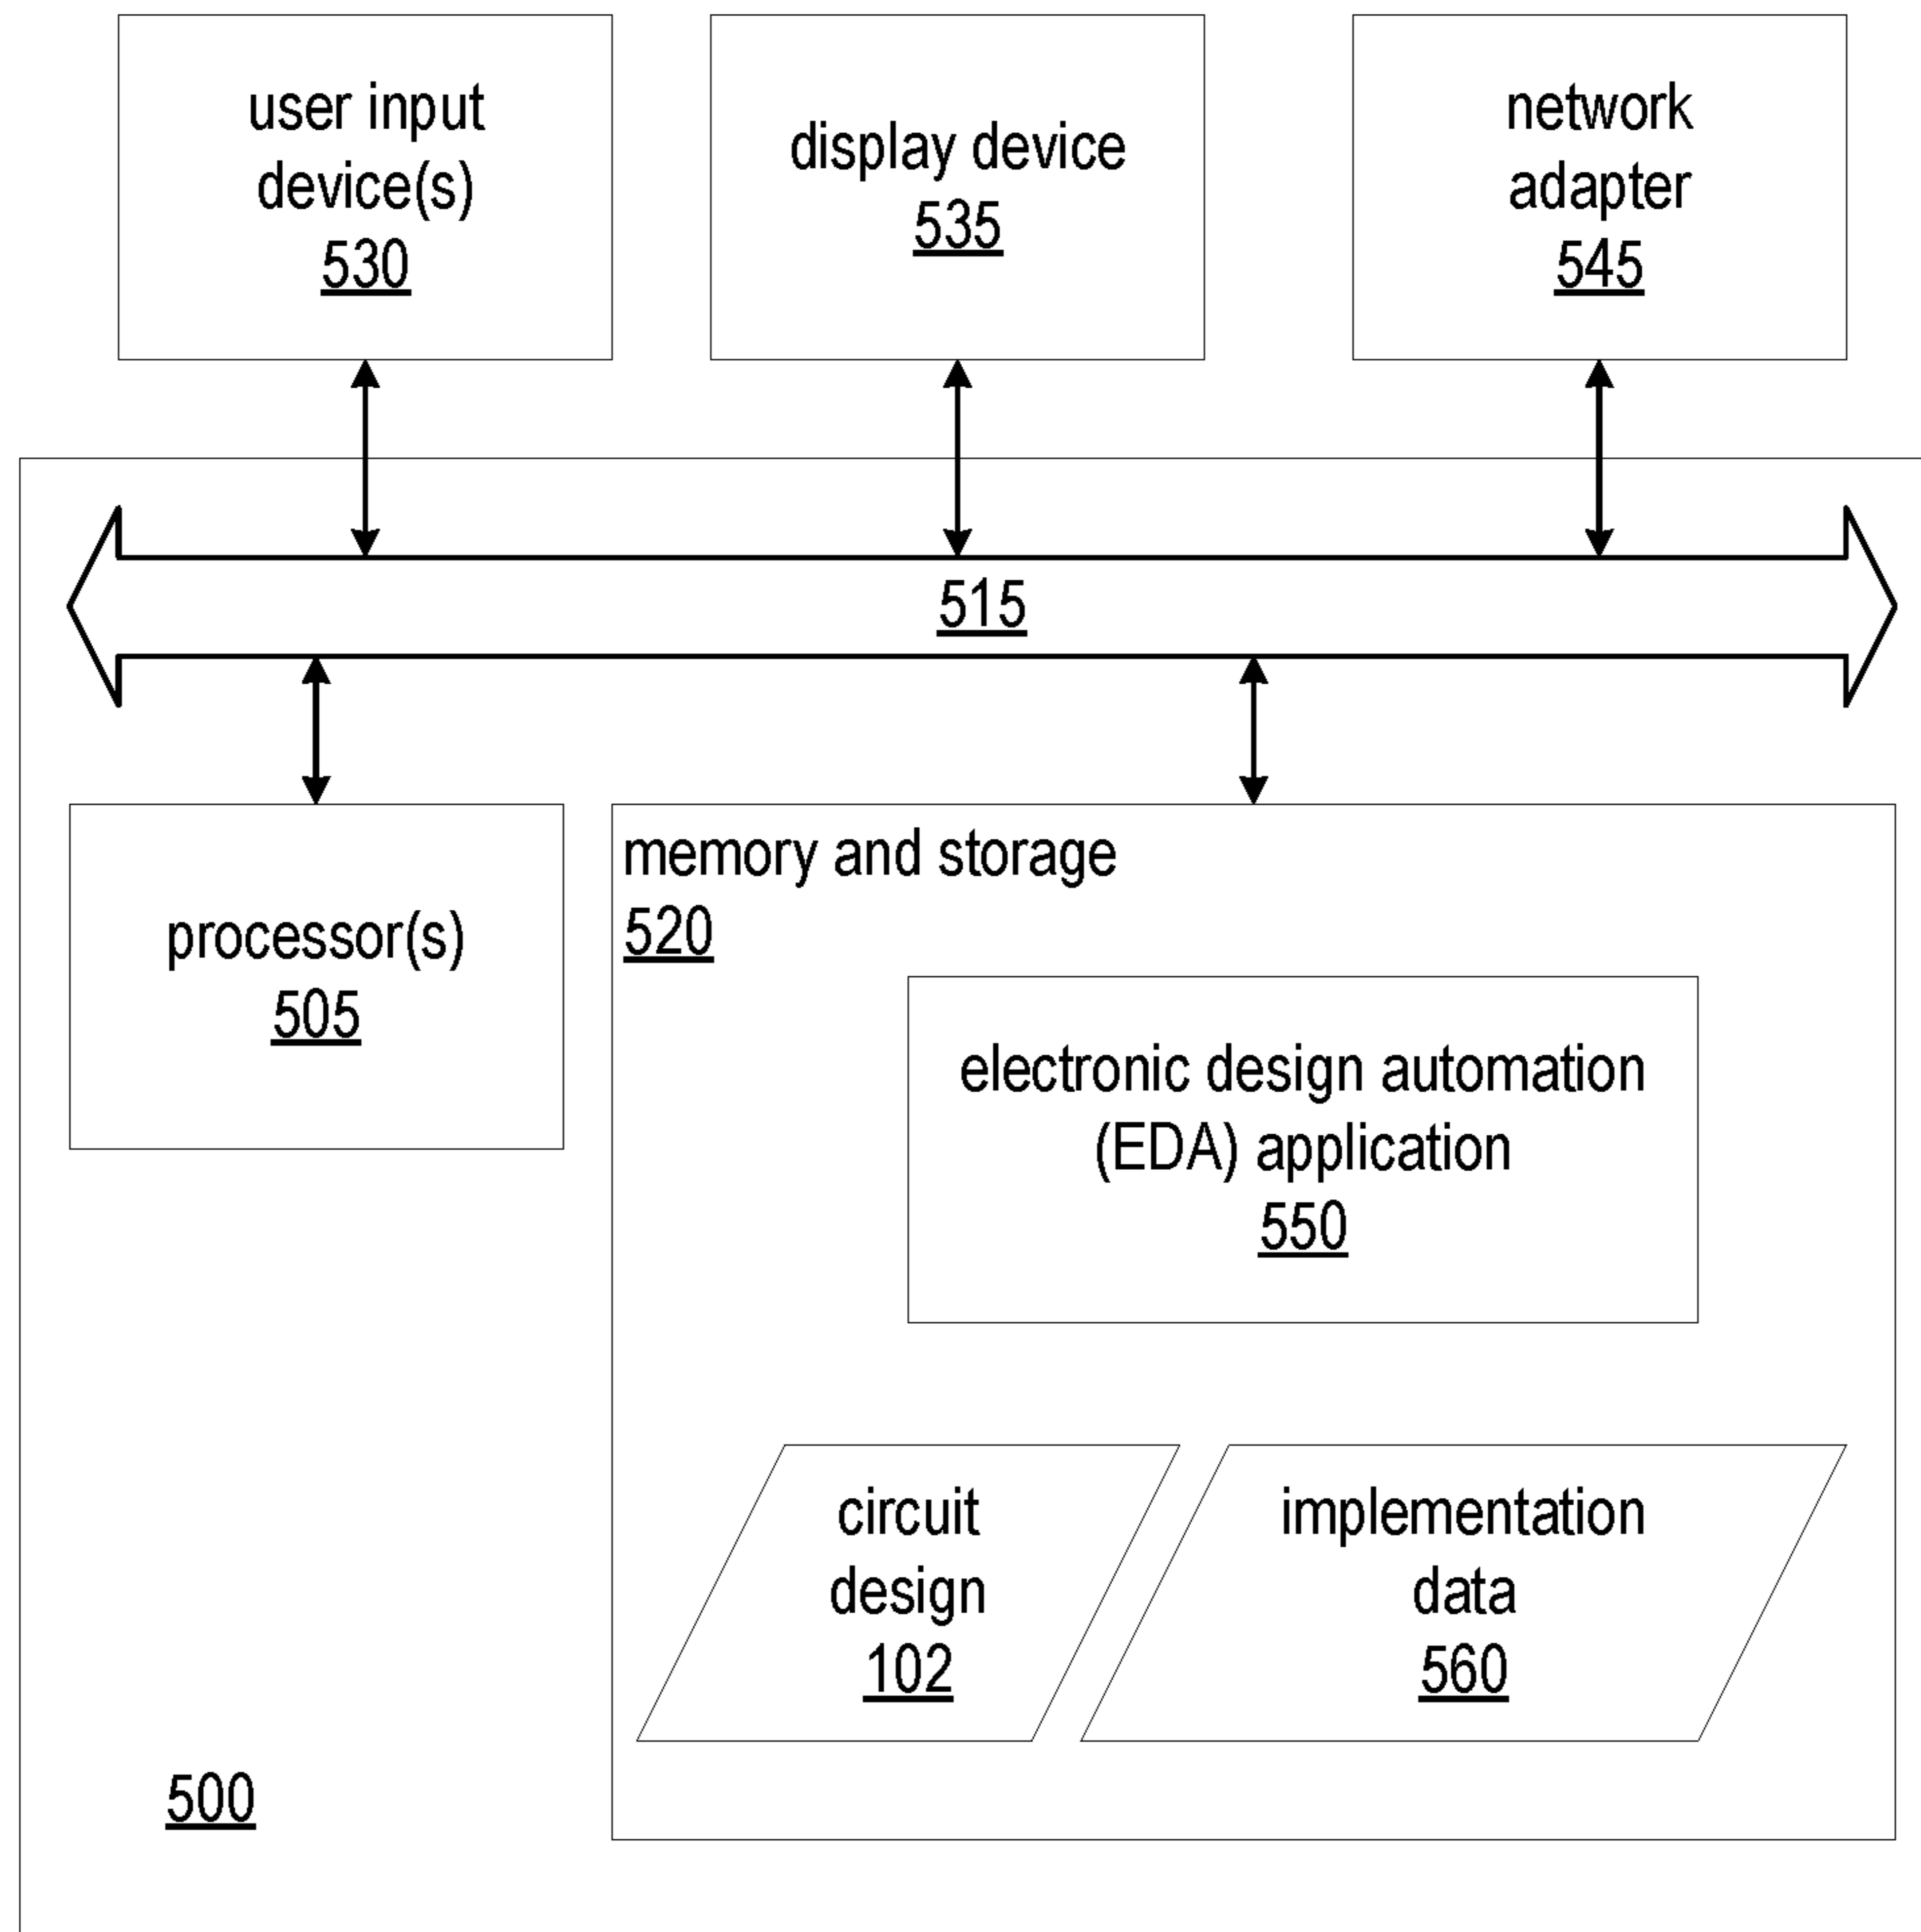 user input
device(s)
530
display device
535
network
adapter
545
515
processor(s)
505
memory and storage
520
electronic design automation
(EDA) application
550
circuit
design
102
implementation
data
560
500